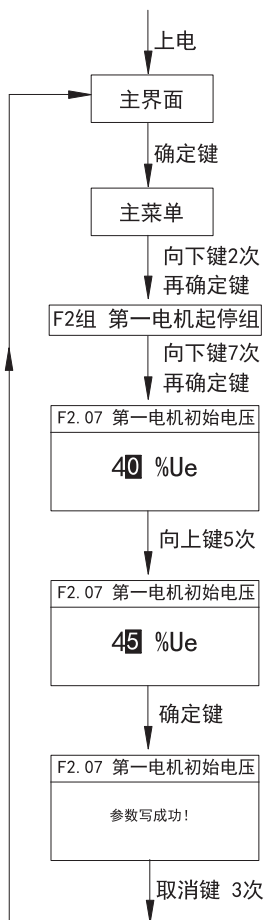 上电
主界面
确定键
主菜单
向下键2次
再确定键
F2组 第一电机起停组
向下键7次
再确定键
F2.07 第一电机初始电压
40 %Ue
向上键5次
F2.07 第一电机初始电压
45 %Ue
确定键
F2.07 第一电机初始电压
参数写成功!
取消键 3次